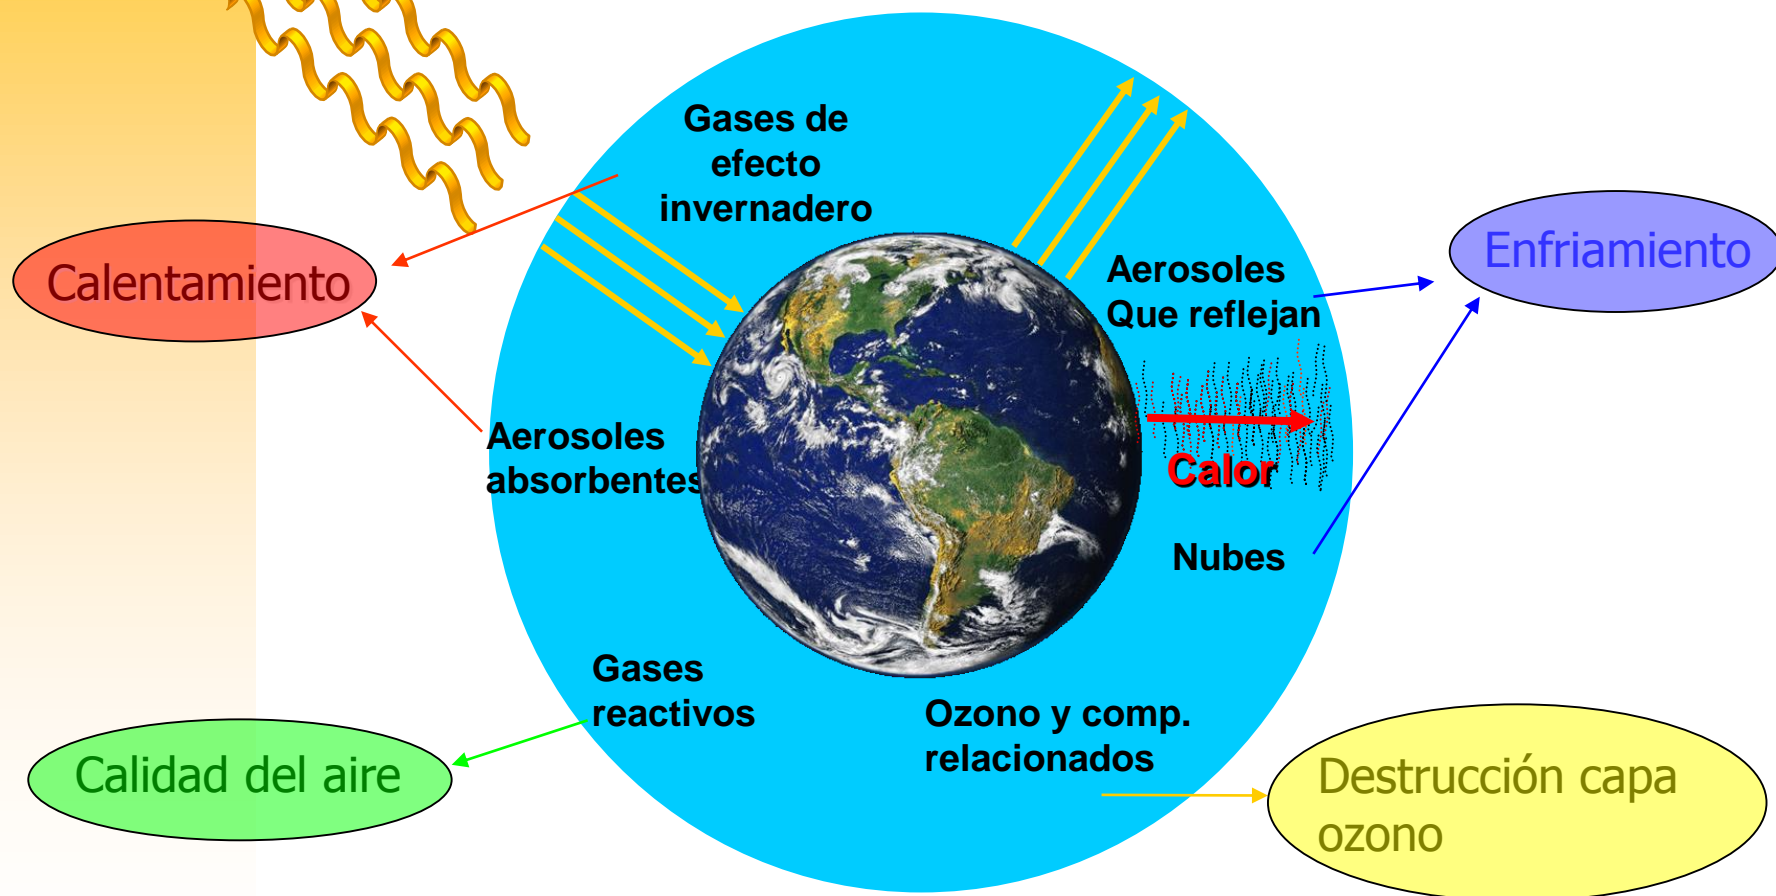 Gases de
efecto
invernadero
Calentamiento
Enfriamiento
Aerosoles
Que reflejan
Aerosoles
absorbentes
Calor
Nubes
Gases
reactivos
Ozono y comp.
relacionados
Calidad del aire
Destrucción capa
ozono